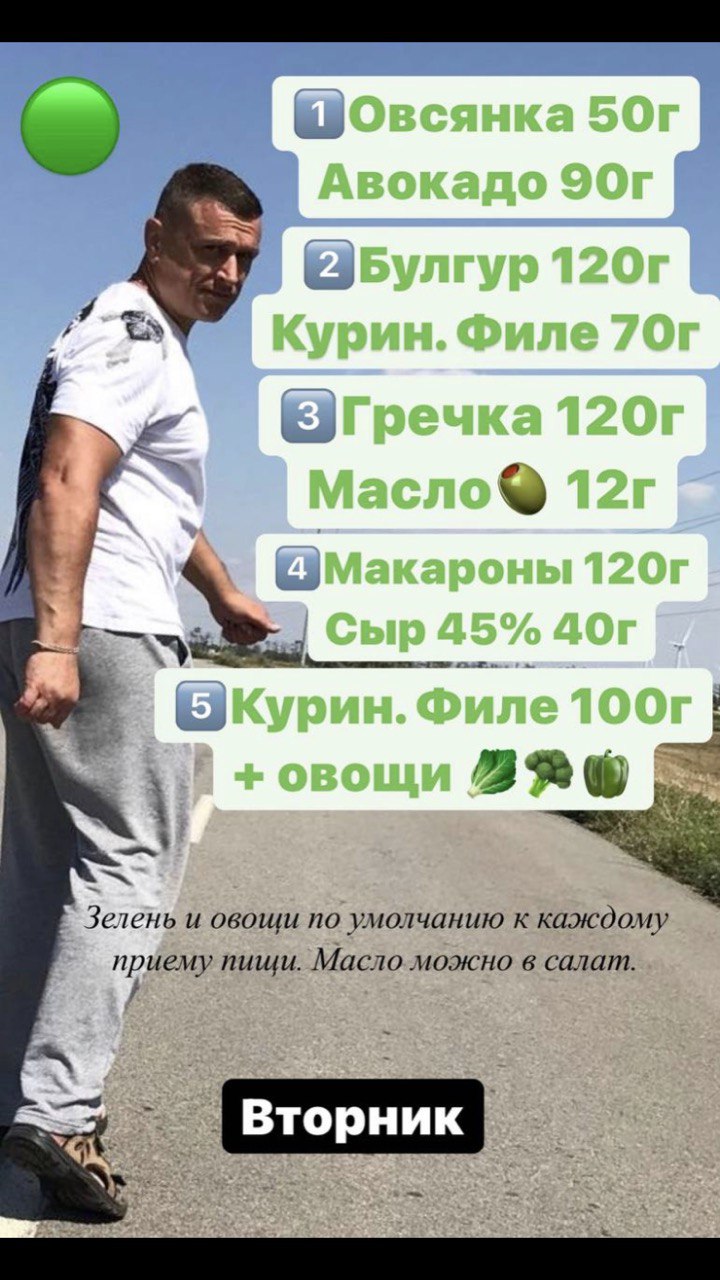 1️⃣Овсянка 50г
Авокадо 90г
2️⃣Булгур 120г
Курин. Филе 70г
3️⃣Гречка 120г
Масло🫒 12г
4️⃣Макароны 120г
Сыр 45% 40г
5️⃣Курин. Филе 100г
+ овощи 🥬🥦🫑
Зелень и овощи по умолчанию к каждому
приему пищи. Масло можно в салат.
Вторник